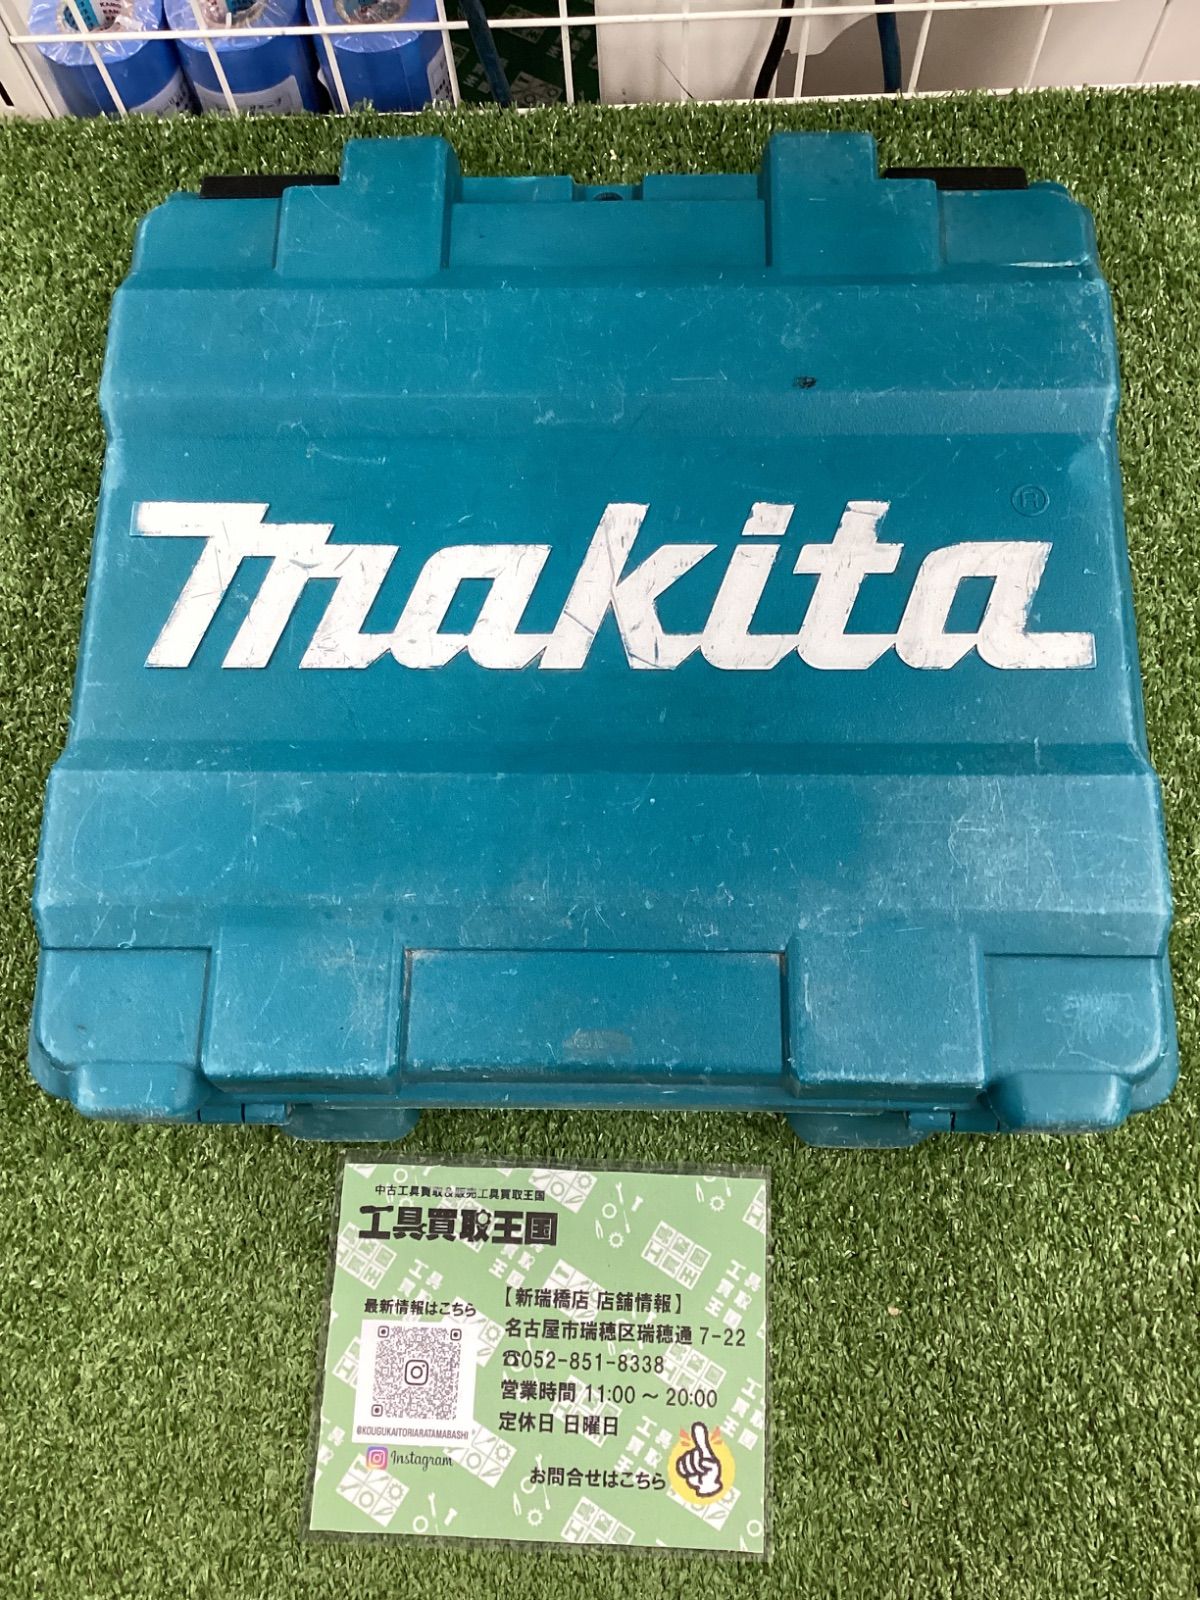 makita
®
中古工具買取&販売工具買取王国
工具買取王国
最新情報はこちら
@KOUGUKAITORIARATAMABASHI
Instagram
【新瑞橋店 店舗情報】
名古屋市瑞穂区瑞穂通 7-22
☎052-851-8338
営業時間 11:00 ~ 20:00
定休日 日曜日
お問合せはこちら